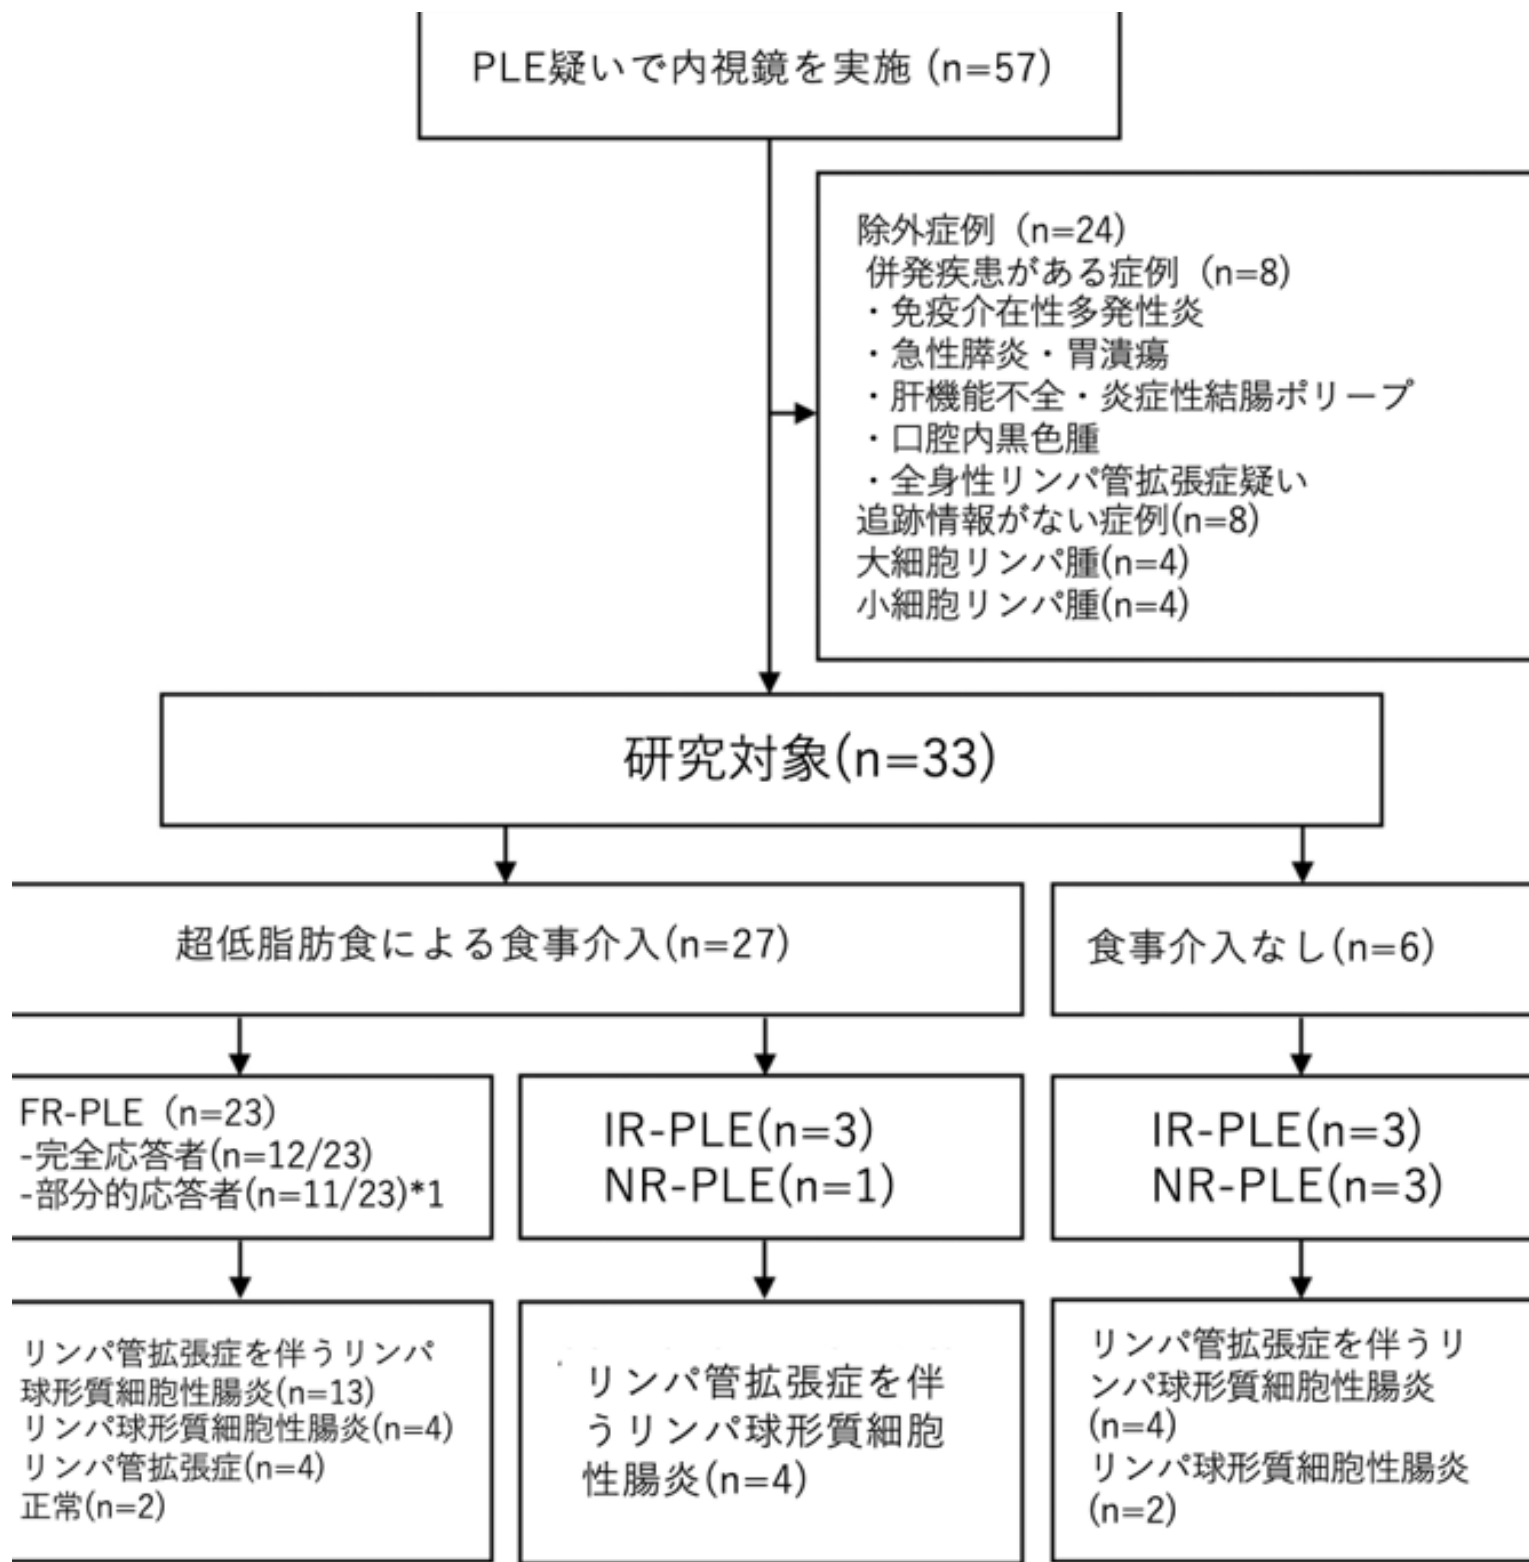 PLE疑いで内視鏡を実施 (n=57)
除外症例（n=24)
併発疾患がある症例（n=8)
・免疫介在性多発性炎
・急性膵炎・胃潰瘍
・肝機能不全・炎症性結腸ポリープ
・口腔内黒色腫
・全身性リンパ管拡張症疑い
追跡情報がない症例(n=8)
大細胞リンパ腫(n=4)
小細胞リンパ腫(n=4)
研究対象(n=33)
超低脂肪食による食事介入(n=27)
食事介入なし(n=6)
FR-PLE（n=23)
-完全応答者(n=12/23)
-部分的応答者(n=11/23)*1
IR-PLE(n=3)
NR-PLE(n=1)
IR-PLE(n=3)
NR-PLE(n=3)
リンパ管拡張症を伴うリンパ
球形質細胞性腸炎(n=13)
リンパ球形質細胞性腸炎(n=4)
リンパ管拡張症(n=4)
正常(n=2)
リンパ管拡張症を伴
うリンパ球形質細胞
性腸炎(n=4)
リンパ管拡張症を伴うリ
ンパ球形質細胞性腸炎
(n=4)
リンパ球形質細胞性腸炎
(n=2)